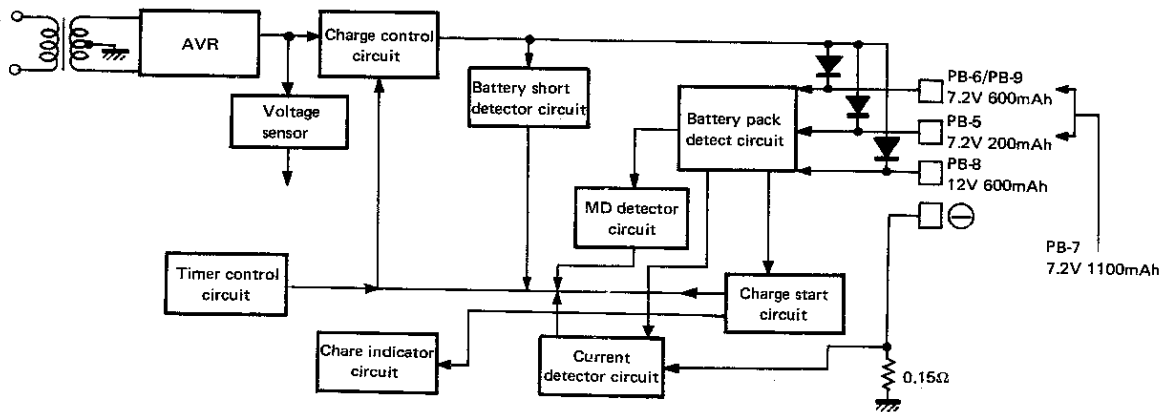 AVR
Charge control
circuit
Voltage
sensor
Battery short
detector circuit
Battery pack
detect circuit
PB-6/PB-9
7.2V 600mAh
PB-5
7.2V 200mAh
PB-8
12V 600mAh
⊖
PB-7
7.2V 1100mAh
MD detector
circuit
Timer control
circuit
Charge start
circuit
Chare indicator
circuit
Current
detector circuit
0.15Ω